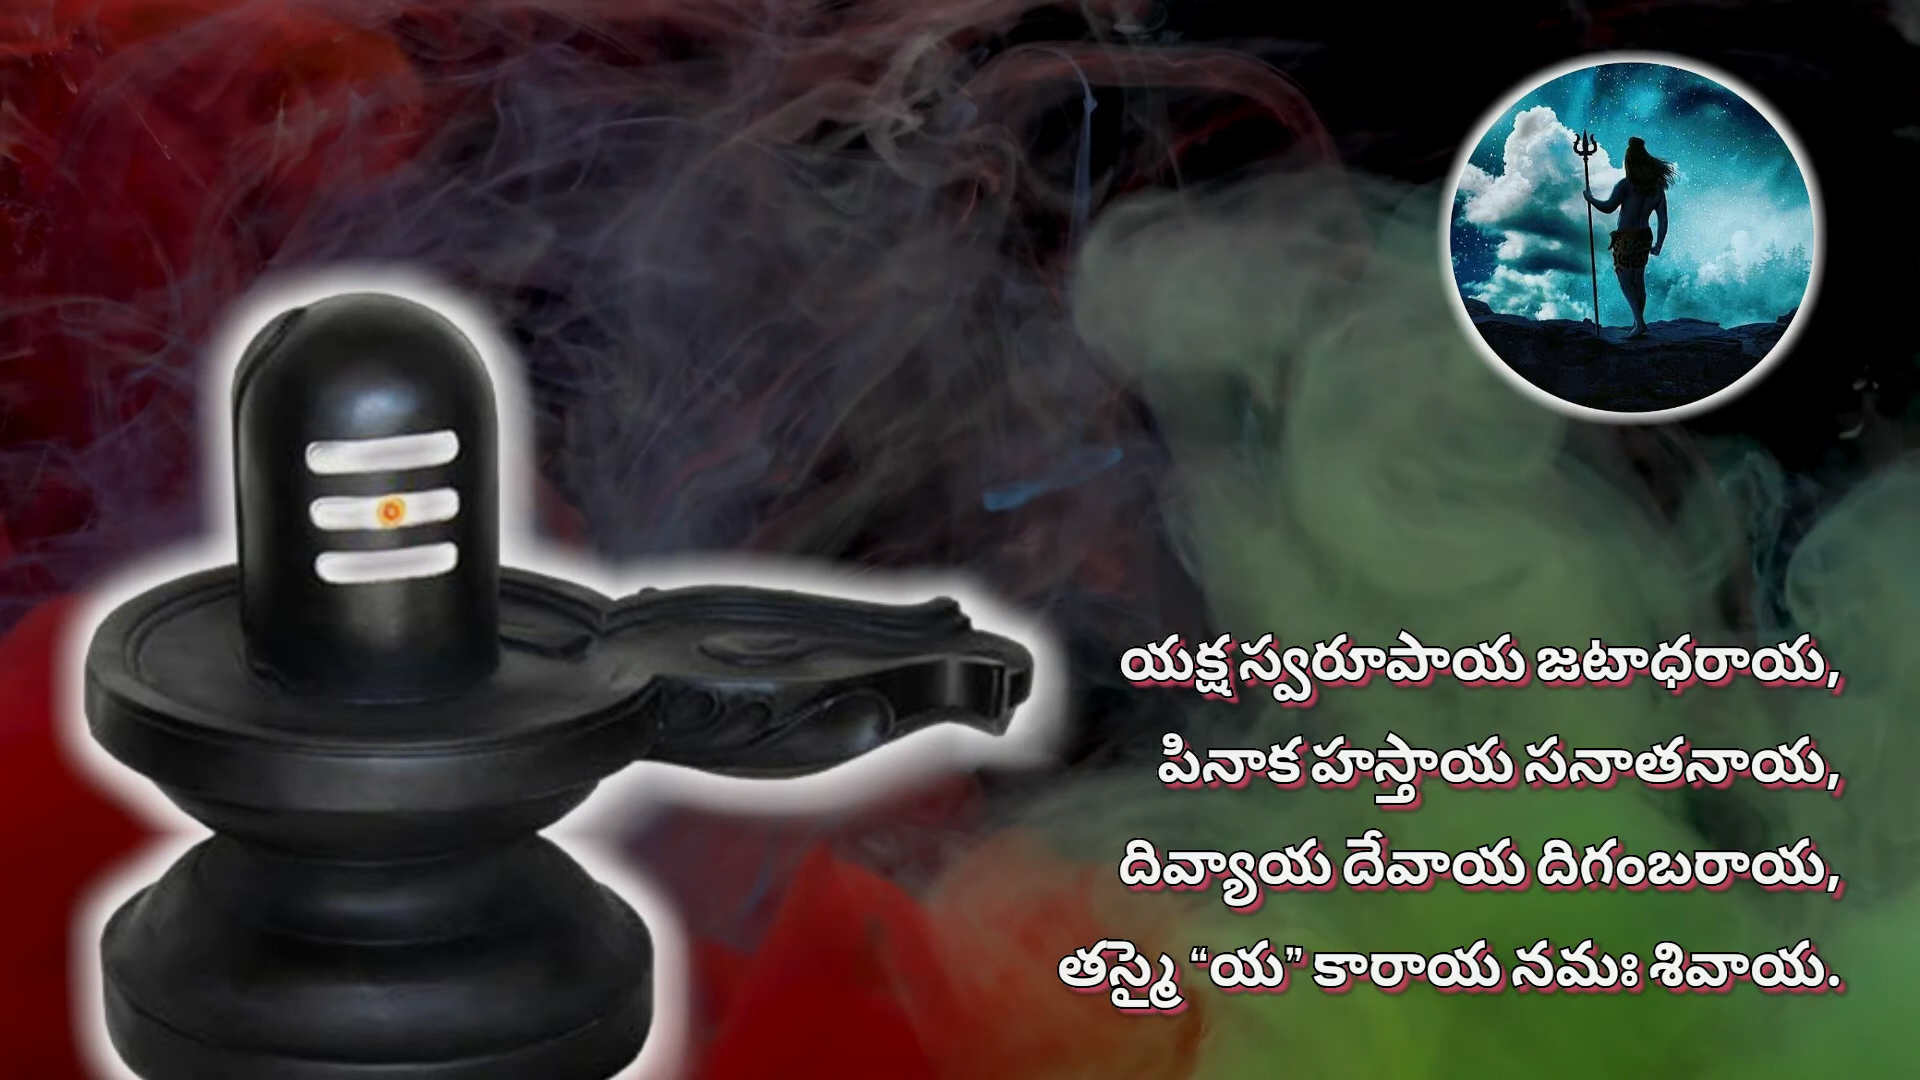 యక్ష స్వరూపాయ జటాధరాయ,
పినాక హస్తాయ సనాతనాయ,
దివ్యాయ దేవాయ దిగంబరాయ,
తస్మై “య” కారాయ నమః శివాయ.